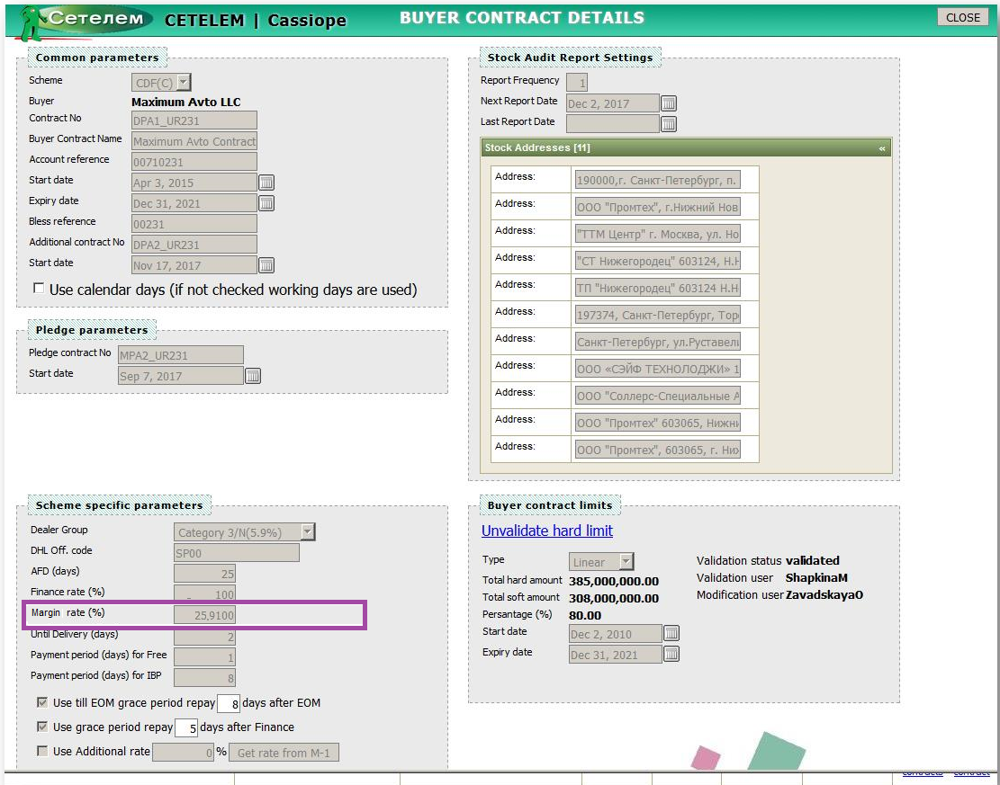 Сетелем CETELEM | Cassiope BUYER CONTRACT DETAILS CLOSE
Common parameters
Scheme CDF(C)
Buyer Maximum Avto LLC
Contract No DPA1_UR231
Buyer Contract Name Maximum Avto Contract
Account reference 00710231
Start date Apr 3, 2015
Expiry date Dec 31, 2021
Bless reference 00231
Additional contract No DPA2_UR231
Start date Nov 17, 2017
Use calendar days (if not checked working days are used)
Pledge parameters
Pledge contract No MPA2_UR231
Start date Sep 7, 2017
Stock Audit Report Settings
Report Frequency 1
Next Report Date Dec 2, 2017
Last Report Date
Stock Addresses [11] «
Address: 190000,г. Санкт-Петербург, п.
Address: ООО "Промтех", г.Нижний Нов
Address: "ТТМ Центр" г. Москва, ул. Но
Address: "СТ Нижегородец" 603124, Н.Н
Address: ТП "Нижегородец" 603124 Н.Н
Address: 197374, Санкт-Петербург, Тор
Address: Санкт-Петербург, ул.Руставели
Address: ООО «СЭЙФ ТЕХНОЛОДЖИ» 1
Address: ООО "Соллерс-Специальные А
Address: ООО "Промтех" 603065, Нижни
Address: ООО "Промтех", 603065, г. Ниж
Scheme specific parameters
Dealer Group Category 3/N(5.9%)
DHL Off. code SP00
AFD (days) 25
Finance rate (%) 100
Margin rate (%) 25,9100
Until Delivery (days) 2
Payment period (days) for Free 1
Payment period (days) for IBP 8
Use till EOM grace period repay 8 days after EOM
Use grace period repay 5 days after Finance
Use Additional rate 0 % Get rate from M-1
Buyer contract limits
Unvalidate hard limit
Type Linear
Total hard amount 385,000,000.00
Total soft amount 308,000,000.00
Persantage (%) 80.00
Start date Dec 2, 2010
Expiry date Dec 31, 2021
Validation status validated
Validation user ShapkinaM
Modification user ZavadskayaO
contracts contract